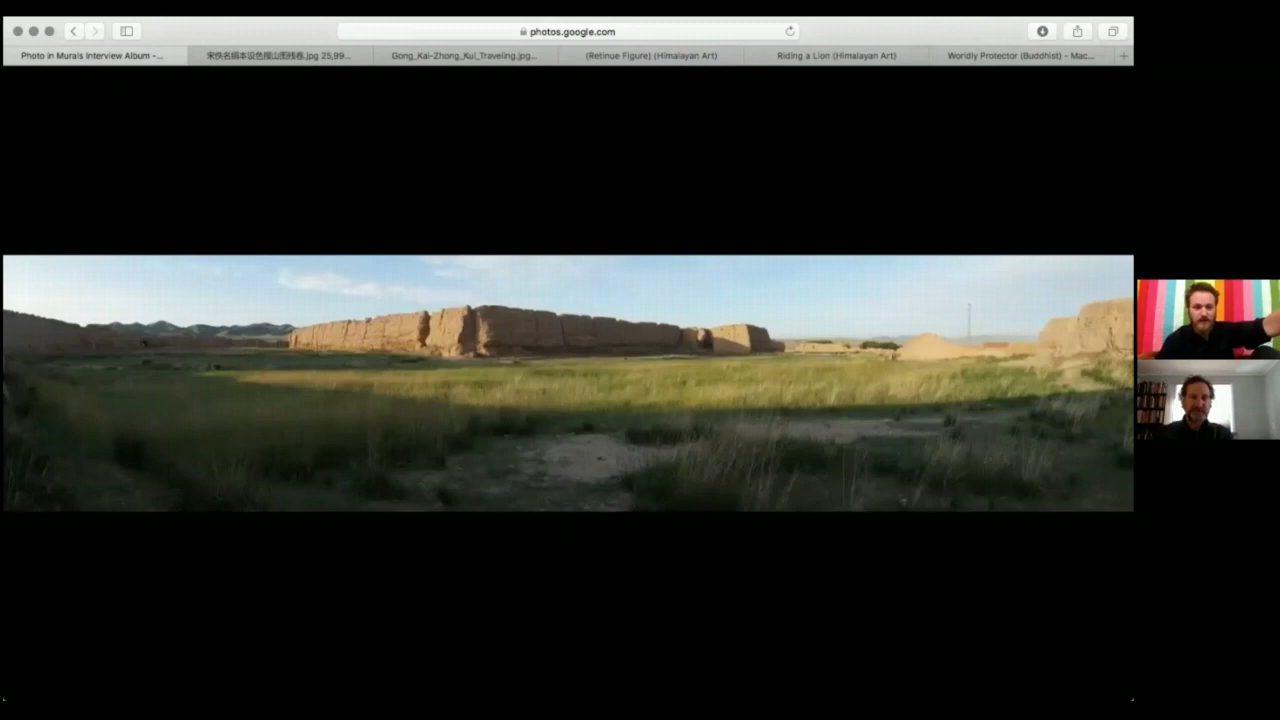 photos.google.com
Photo in Murals Interview Album -...
宋佚名绢本设色搜山图残卷.jpg 25,99...
Gong_Kai-Zhong_Kui_Traveling.jpg...
(Retinue Figure) (Himalayan Art)
Riding a Lion (Himalayan Art)
Worldly Protector (Buddhist) - Mac...